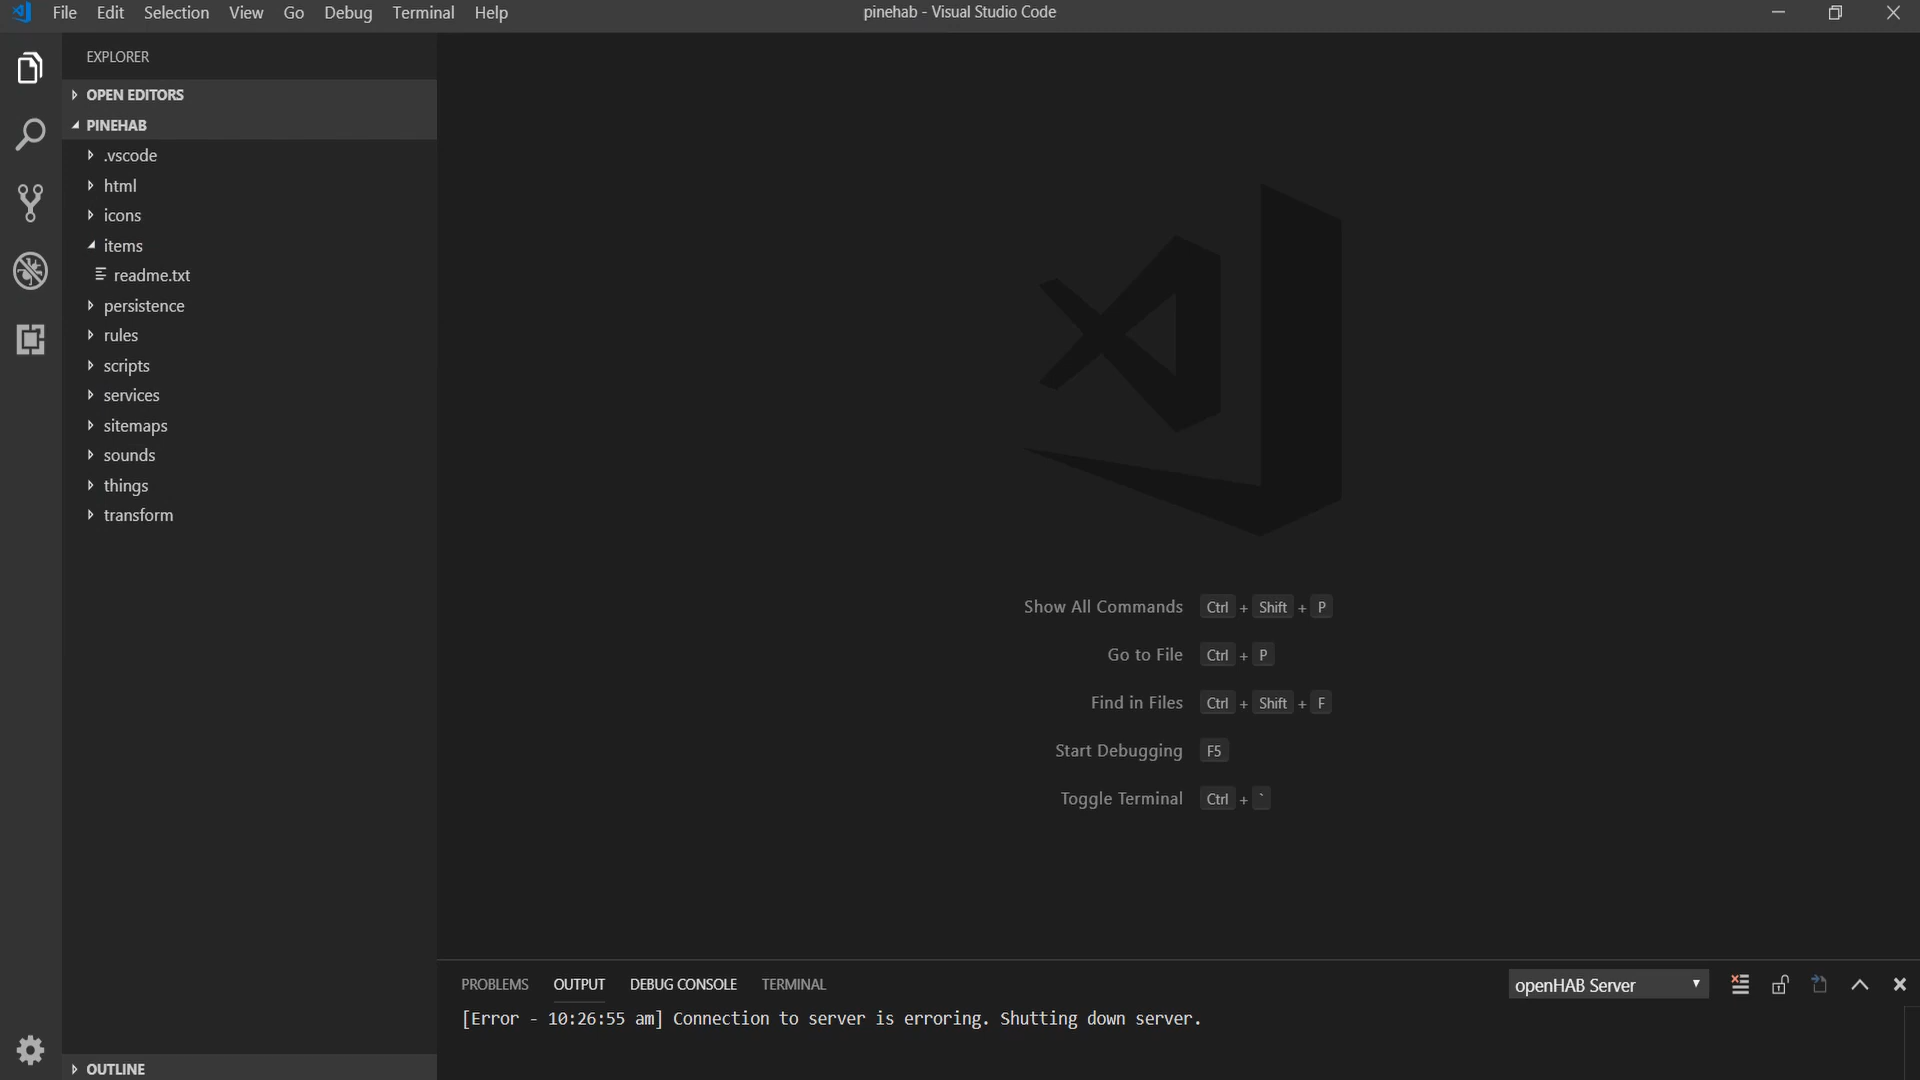 File Edit Selection View Go Debug Terminal Help
pinehab - Visual Studio Code
EXPLORER
OPEN EDITORS
PINEHAB
.vscode
html
icons
items
readme.txt
persistence
rules
scripts
services
sitemaps
sounds
things
transform
OUTLINE
Show All Commands Ctrl + Shift + P
Go to File Ctrl + P
Find in Files Ctrl + Shift + F
Start Debugging F5
Toggle Terminal Ctrl + `
PROBLEMS OUTPUT DEBUG CONSOLE TERMINAL
openHAB Server
[Error - 10:26:55 am] Connection to server is erroring. Shutting down server.